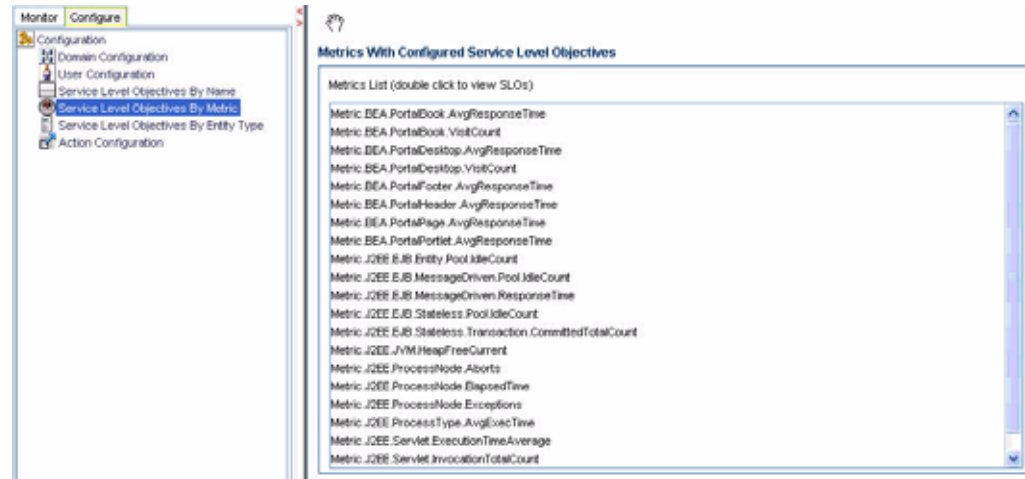 Monitor Configure
Configuration
Domain Configuration
User Configuration
Service Level Objectives By Name
Service Level Objectives By Metric
Service Level Objectives By Entity Type
Action Configuration
Metrics With Configured Service Level Objectives
Metrics List (double click to view SLOs)
Metric.BEA.PortalBook.AvgResponseTime
Metric.BEA.PortalBook.VisitCount
Metric.BEA.PortalDesktop.AvgResponseTime
Metric.BEA.PortalDesktop.VisitCount
Metric.BEA.PortalFooter.AvgResponseTime
Metric.BEA.PortalHeader.AvgResponseTime
Metric.BEA.PortalPage.AvgResponseTime
Metric.BEA.PortalPortlet.AvgResponseTime
Metric.J2EE.EJB.Entity.Pool.IdleCount
Metric.J2EE.EJB.MessageDriven.Pool.IdleCount
Metric.J2EE.EJB.MessageDriven.ResponseTime
Metric.J2EE.EJB.Stateless.Pool.IdleCount
Metric.J2EE.EJB.Stateless.Transaction.CommittedTotalCount
Metric.J2EE.JVM.HeapFreeCurrent
Metric.J2EE.ProcessNode.Aborts
Metric.J2EE.ProcessNode.ElapsedTime
Metric.J2EE.ProcessNode.Exceptions
Metric.J2EE.ProcessType.AvgExecTime
Metric.J2EE.Servlet.ExecutionTimeAverage
Metric.J2EE.Servlet.InvocationTotalCount